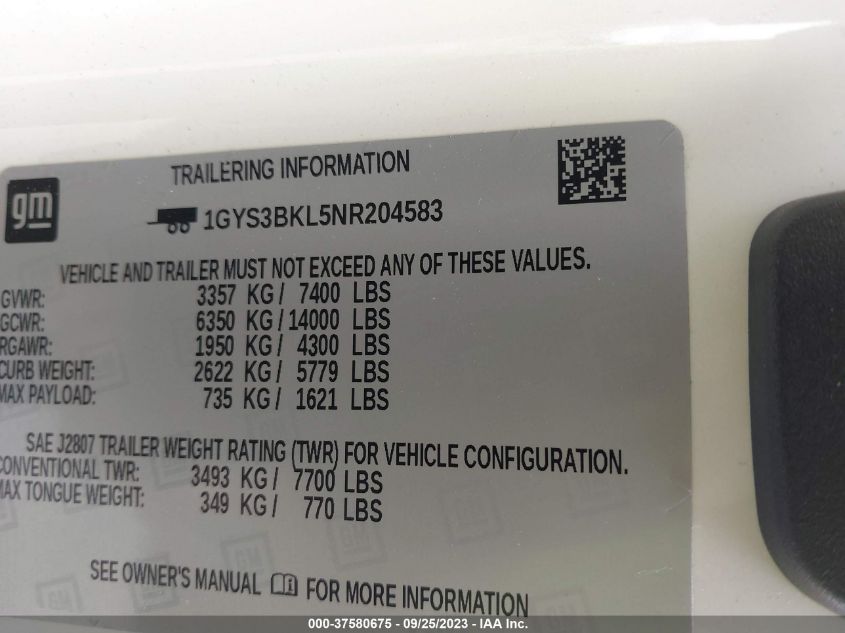 TRAILERING INFORMATION
gm
1GYS3BKL5NR204583
VEHICLE AND TRAILER MUST NOT EXCEED ANY OF THESE VALUES.
GVWR: 3357 KG / 7400 LBS
GCWR: 6350 KG / 14000 LBS
RGAWR: 1950 KG / 4300 LBS
CURB WEIGHT: 2622 KG / 5779 LBS
MAX PAYLOAD: 735 KG / 1621 LBS
SAE J2807 TRAILER WEIGHT RATING (TWR) FOR VEHICLE CONFIGURATION.
CONVENTIONAL TWR: 3493 KG / 7700 LBS
MAX TONGUE WEIGHT: 349 KG / 770 LBS
SEE OWNER'S MANUAL FOR MORE INFORMATION
000-37580675 - 09/25/2023 - IAA Inc.